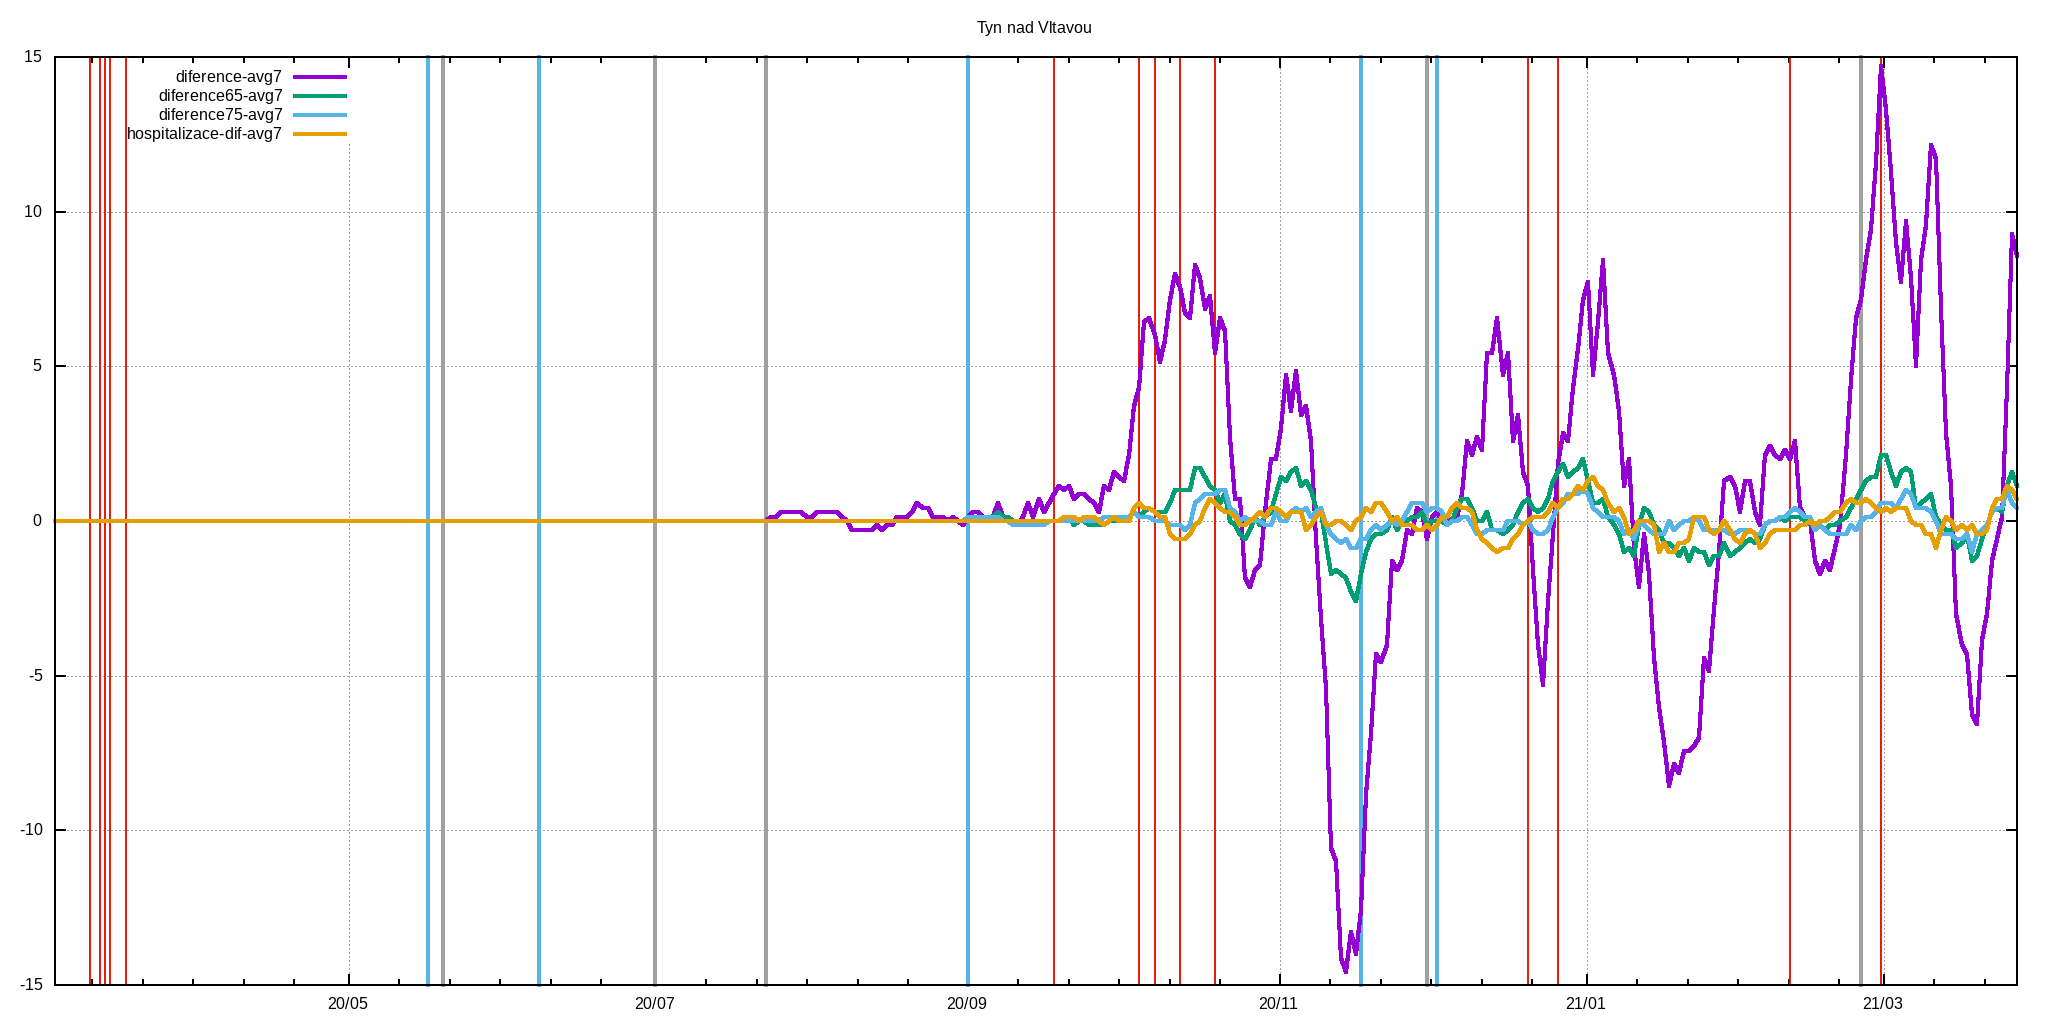 Tyn nad Vltavou
15
10
5
0
-5
-10
-15
diference-avg7
diference65-avg7
diference75-avg7
hospitalizace-dif-avg7
20/05
20/07
20/09
20/11
21/01
21/03